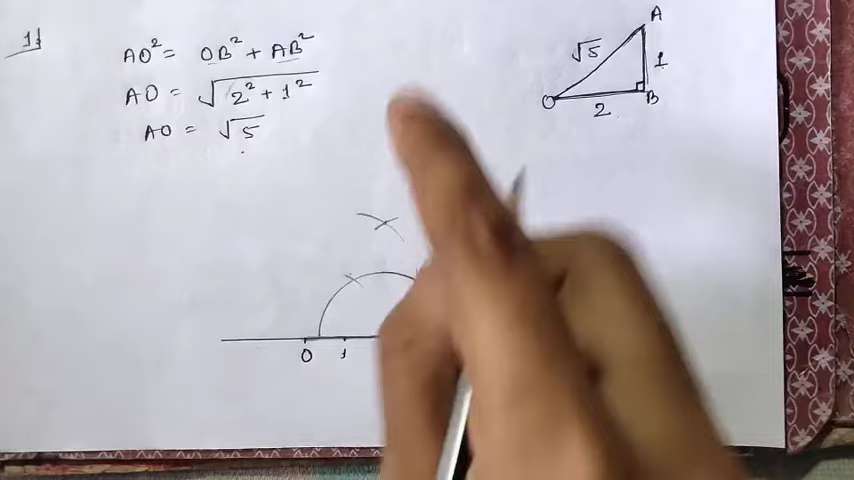 1)
AO² = OB² + AB²
AO = √2² + 1²
AO = √5
A
√5
1
O
B
2
0 1